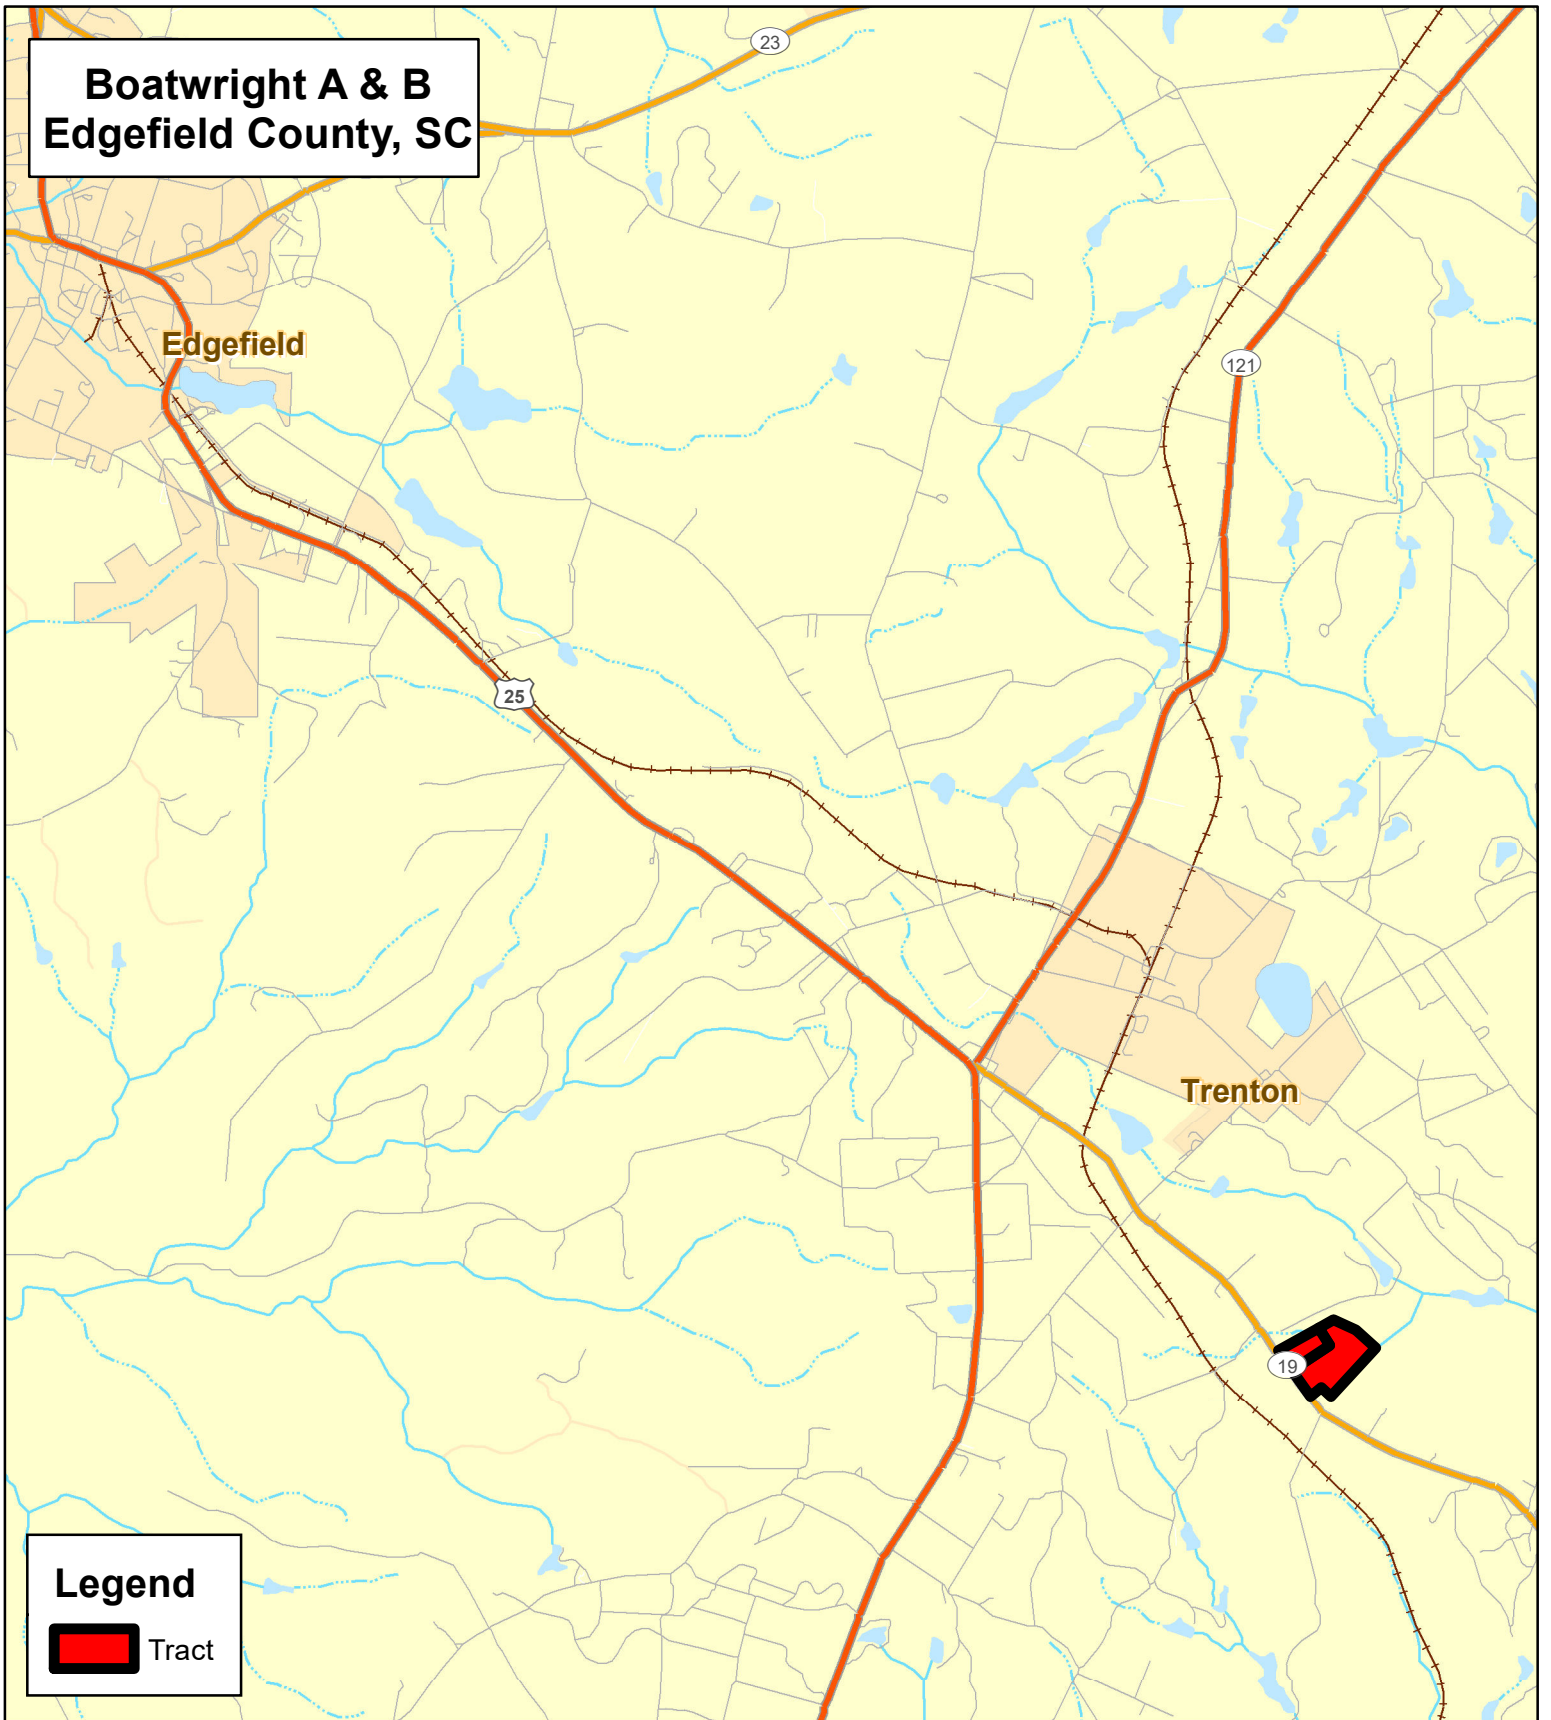 Boatwright A & B
Edgefield County, SC
23
Edgefield
121
25
Trenton
19
Legend
Tract